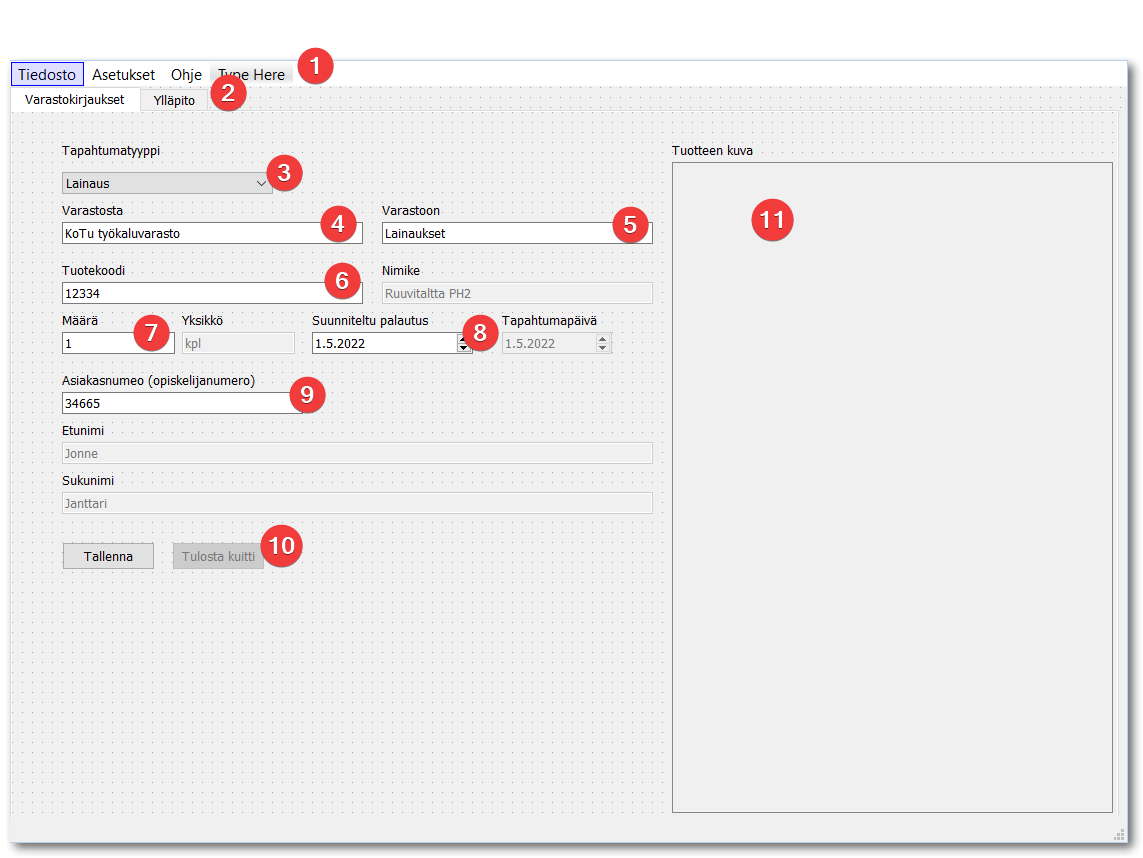 Tiedosto Asetukset Ohje Type Here 1
Varastokirjaukset Ylläpito 2
Tapahtumatyyppi
Lainaus 3
Varastosta Varastoon
KoTu työkaluvarasto 4 Lainaukset 5
Tuotekoodi Nimike
12334 6 Ruuvitaltta PH2
Määrä Yksikkö Suunniteltu palautus Tapahtumapäivä
1 7 kpl 1.5.2022 8 1.5.2022
Asiakasnumeo (opiskelijanumero)
34665 9
Etunimi
Jonne
Sukunimi
Janttari
Tallenna Tulosta kuitti 10
Tuotteen kuva
11